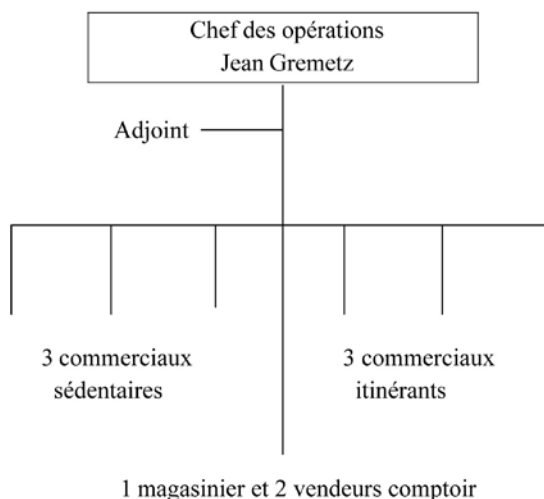 Chef des opérations
Jean Gremetz
Adjoint
3 commerciaux
sédentaires
3 commerciaux
itinérants
1 magasinier et 2 vendeurs comptoir